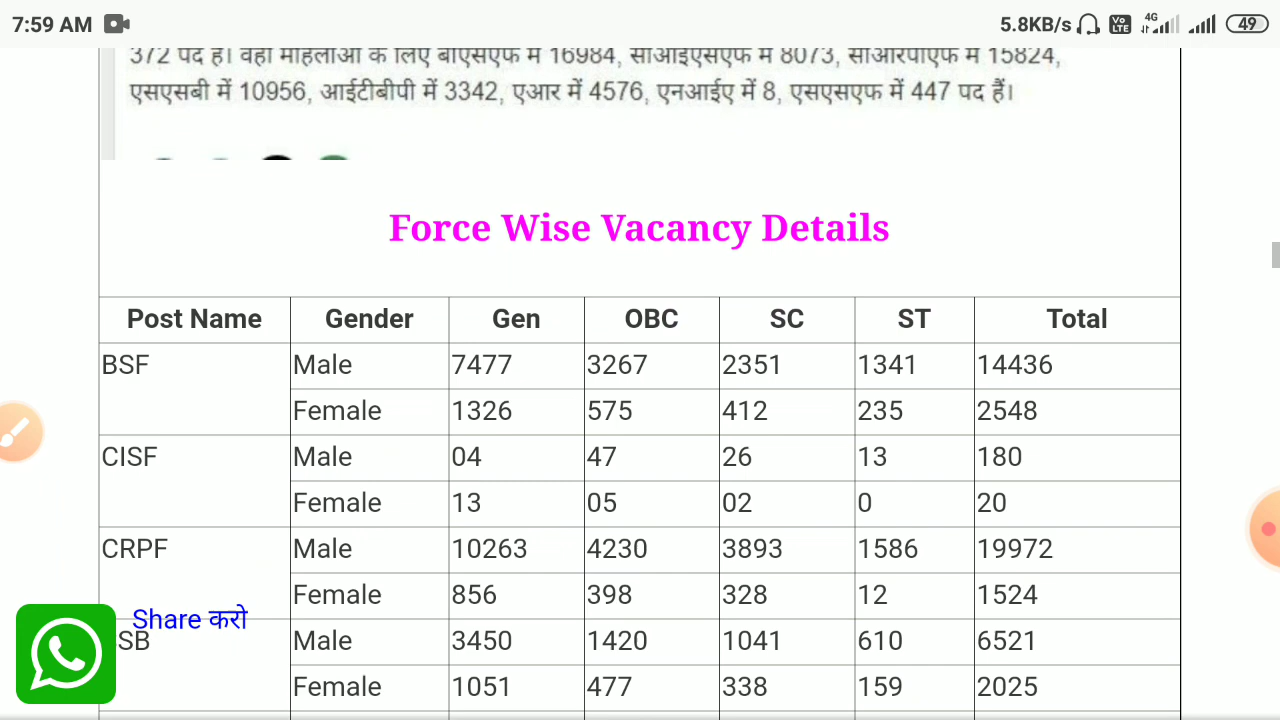 7:59 AM 5.8KB/s Vo LTE 4G 49
372 पद हैं। वहीं महिलाओं के लिए बीएसएफ में 16984, सीआईएसएफ में 8073, सीआरपीएफ में 15824,
एसएसबी में 10956, आईटीबीपी में 3342, एआर में 4576, एनआईए में 8, एसएसएफ में 447 पद हैं।
Force Wise Vacancy Details
Post Name Gender Gen OBC SC ST Total
BSF Male 7477 3267 2351 1341 14436
Female 1326 575 412 235 2548
CISF Male 04 47 26 13 180
Female 13 05 02 0 20
CRPF Male 10263 4230 3893 1586 19972
Female 856 398 328 12 1524
Share करो
SB Male 3450 1420 1041 610 6521
Female 1051 477 338 159 2025